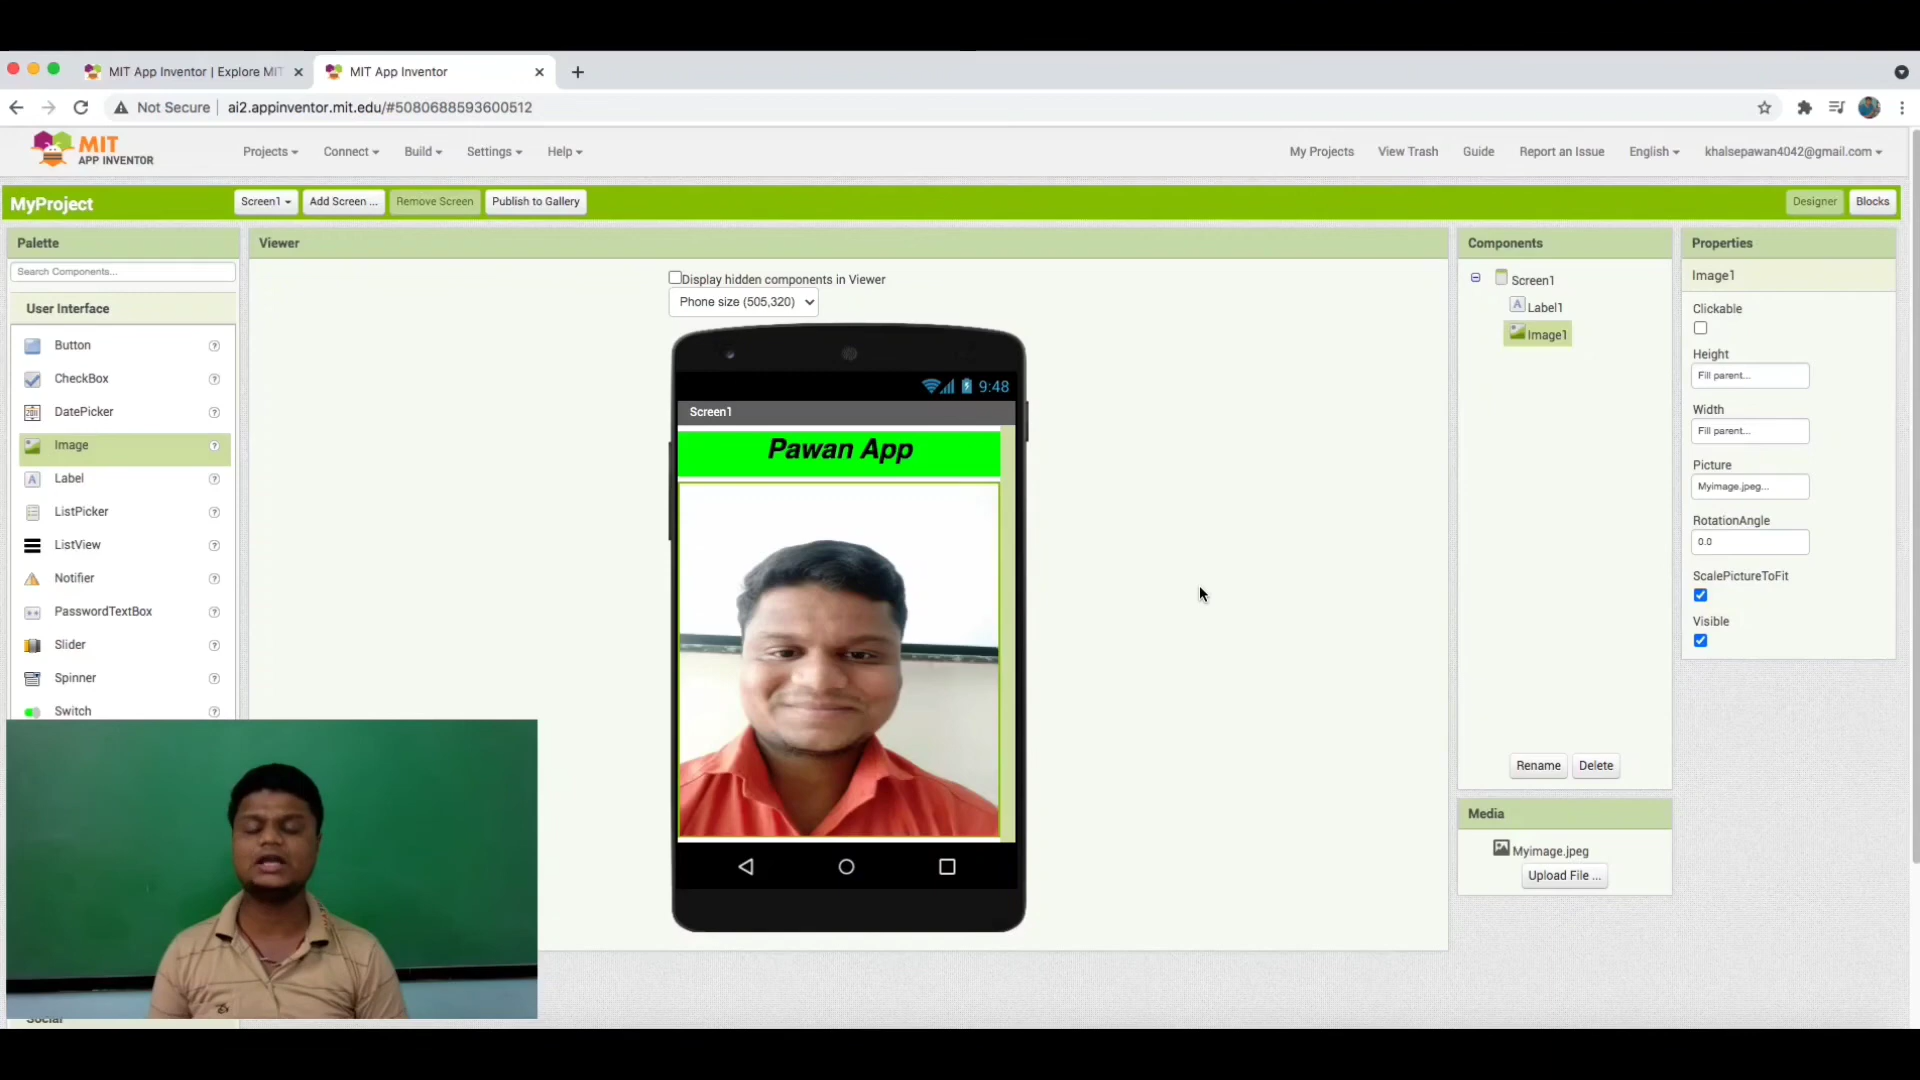 MIT App Inventor | Explore MIT
MIT App Inventor
Not Secure
ai2.appinventor.mit.edu/#5080688593600512
MIT
APP INVENTOR
Projects
Connect
Build
Settings
Help
My Projects
View Trash
Guide
Report an Issue
English
khalsepawan4042@gmail.com
MyProject
Screen1
Add Screen ...
Remove Screen
Publish to Gallery
Designer
Blocks
Palette
Search Components...
User Interface
Button
CheckBox
DatePicker
Image
Label
ListPicker
ListView
Notifier
PasswordTextBox
Slider
Spinner
Switch
Social
Viewer
Display hidden components in Viewer
Phone size (505,320)
9:48
Screen1
Pawan App
Components
Screen1
Label1
Image1
Rename
Delete
Media
Myimage.jpeg
Upload File ...
Properties
Image1
Clickable
Height
Fill parent...
Width
Fill parent...
Picture
Myimage.jpeg...
RotationAngle
0.0
ScalePictureToFit
Visible